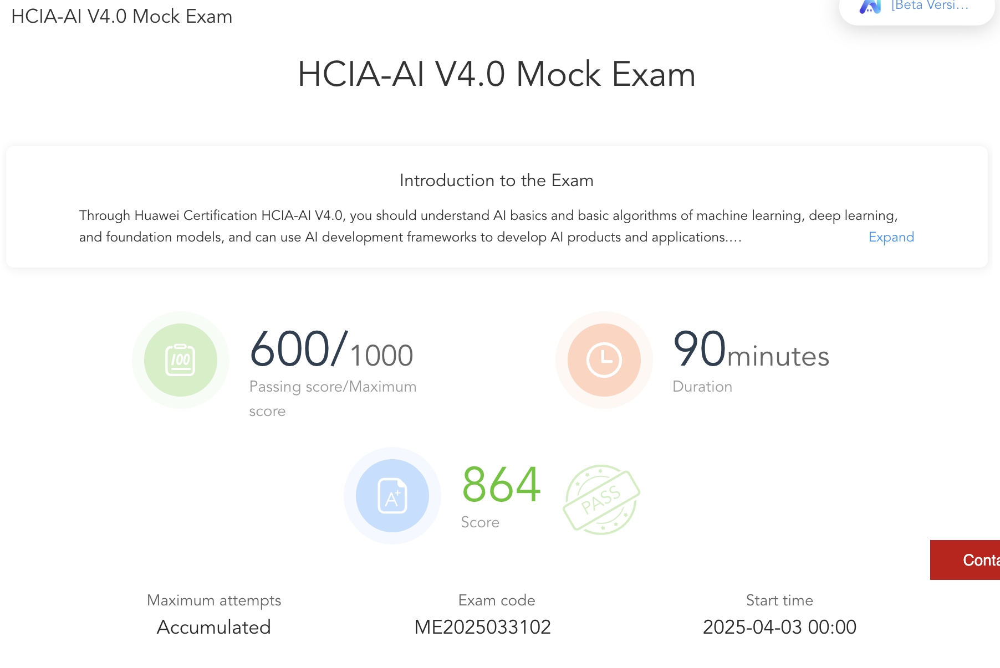 HCIA-AI V4.0 Mock Exam
[Beta Versi...
HCIA-AI V4.0 Mock Exam
Introduction to the Exam
Through Huawei Certification HCIA-AI V4.0, you should understand AI basics and basic algorithms of machine learning, deep learning,
and foundation models, and can use AI development frameworks to develop AI products and applications....
Expand
100
600/1000
Passing score/Maximum
score
90minutes
Duration
A+
864
Score
PASS
Conta
Maximum attempts
Accumulated
Exam code
ME2025033102
Start time
2025-04-03 00:00